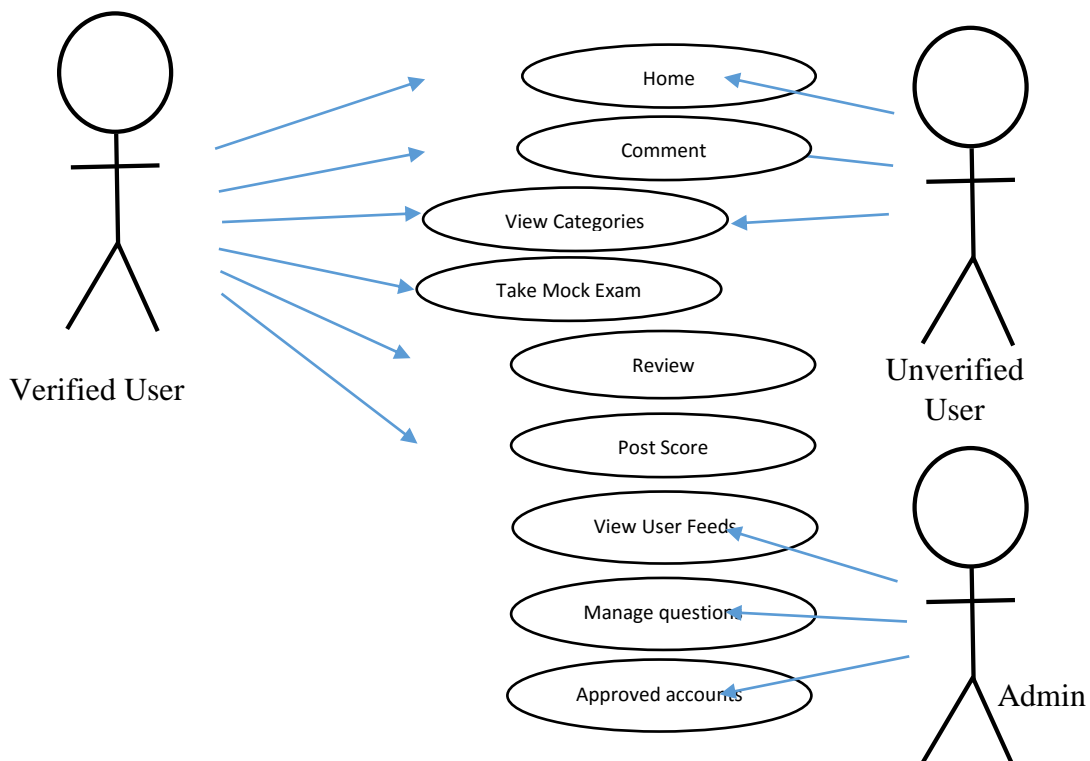 Home
Comment
View Categories
Take Mock Exam
Review
Verified User
Unverified
User
Post Score
View User Feeds
Manage questions
Approved accounts
Admin